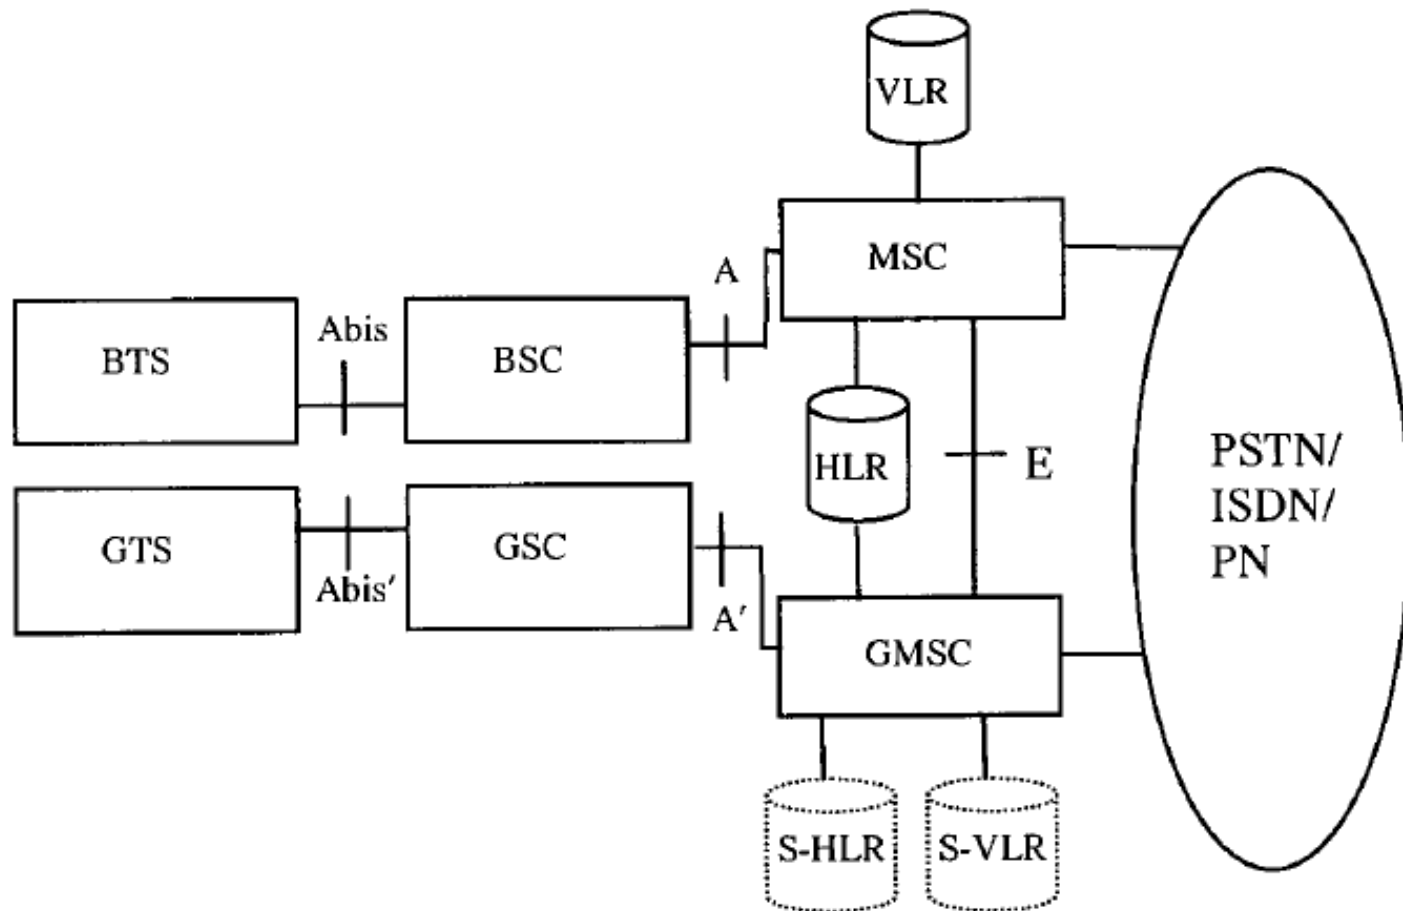 VLR
MSC
A
Abis
BTS
BSC
HLR
E
PSTN/
ISDN/
PN
GTS
GSC
Abis′
A′
GMSC
S-HLR
S-VLR